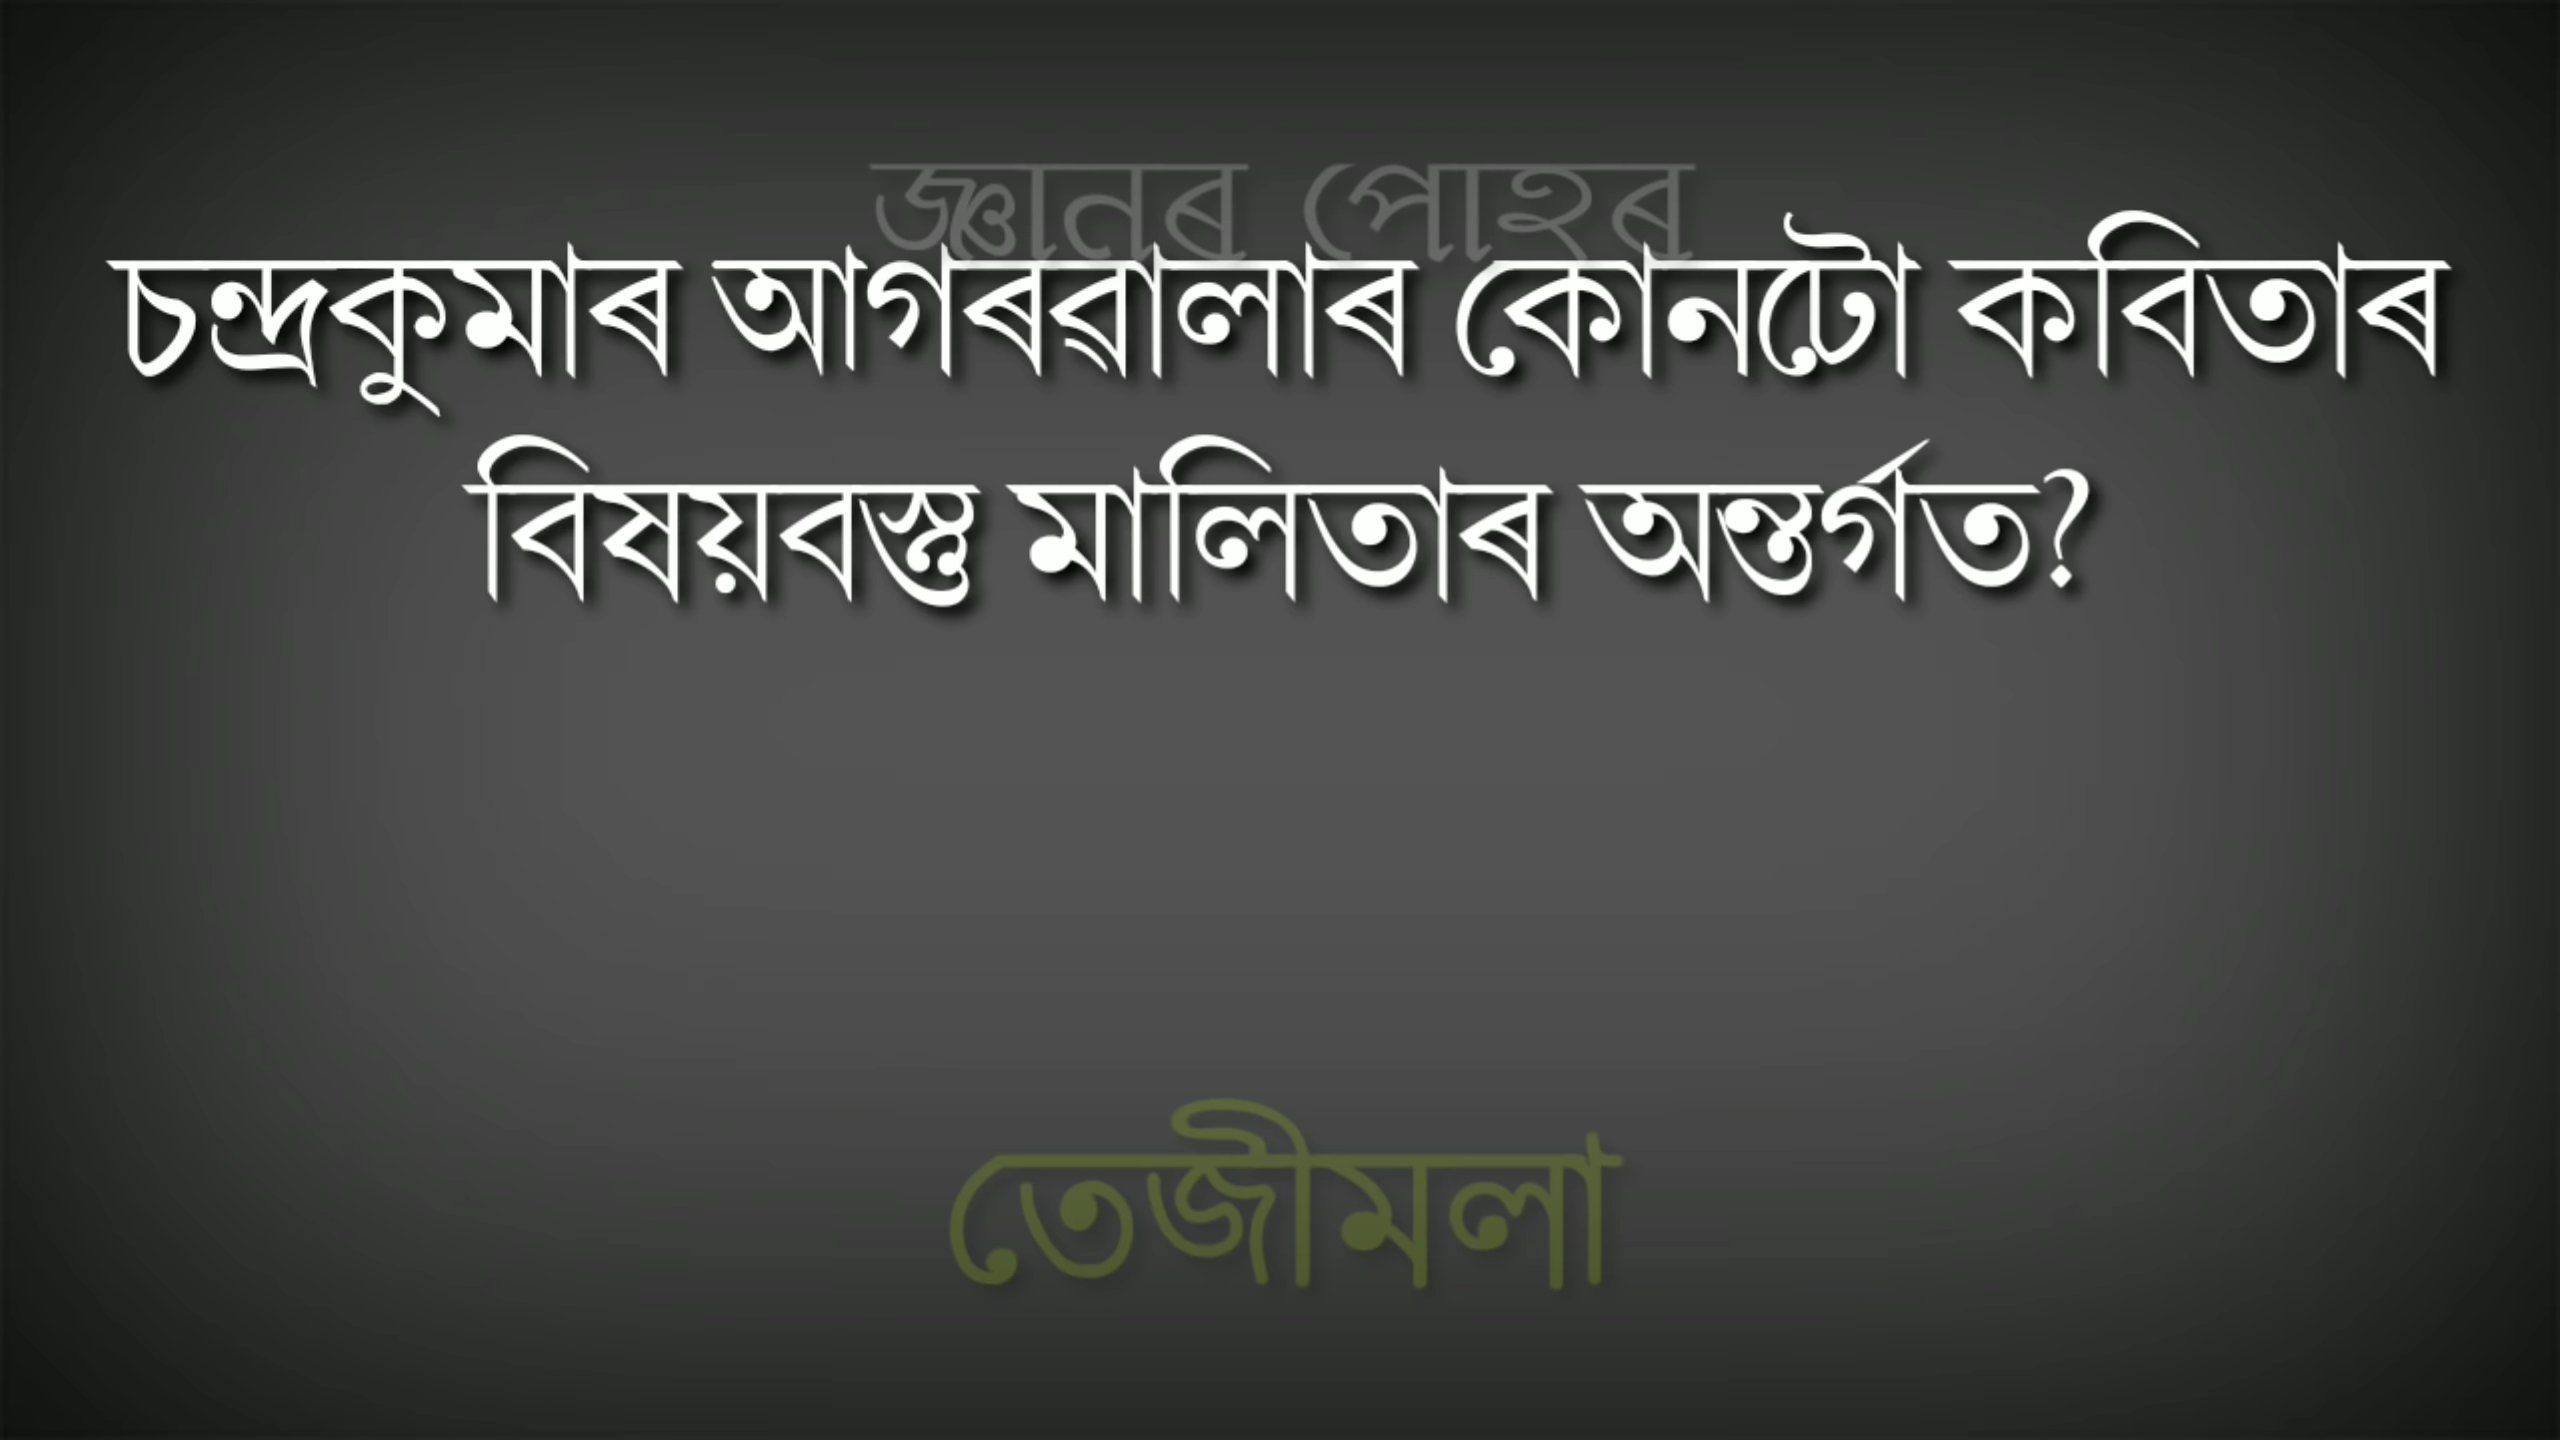 জ্ঞানৰ পোহৰ
চন্দ্ৰকুমাৰ আগৰৱালাৰ কোনটো কবিতাৰ
বিষয়বস্তু মালিতাৰ অন্তৰ্গত?
তেজীমলা